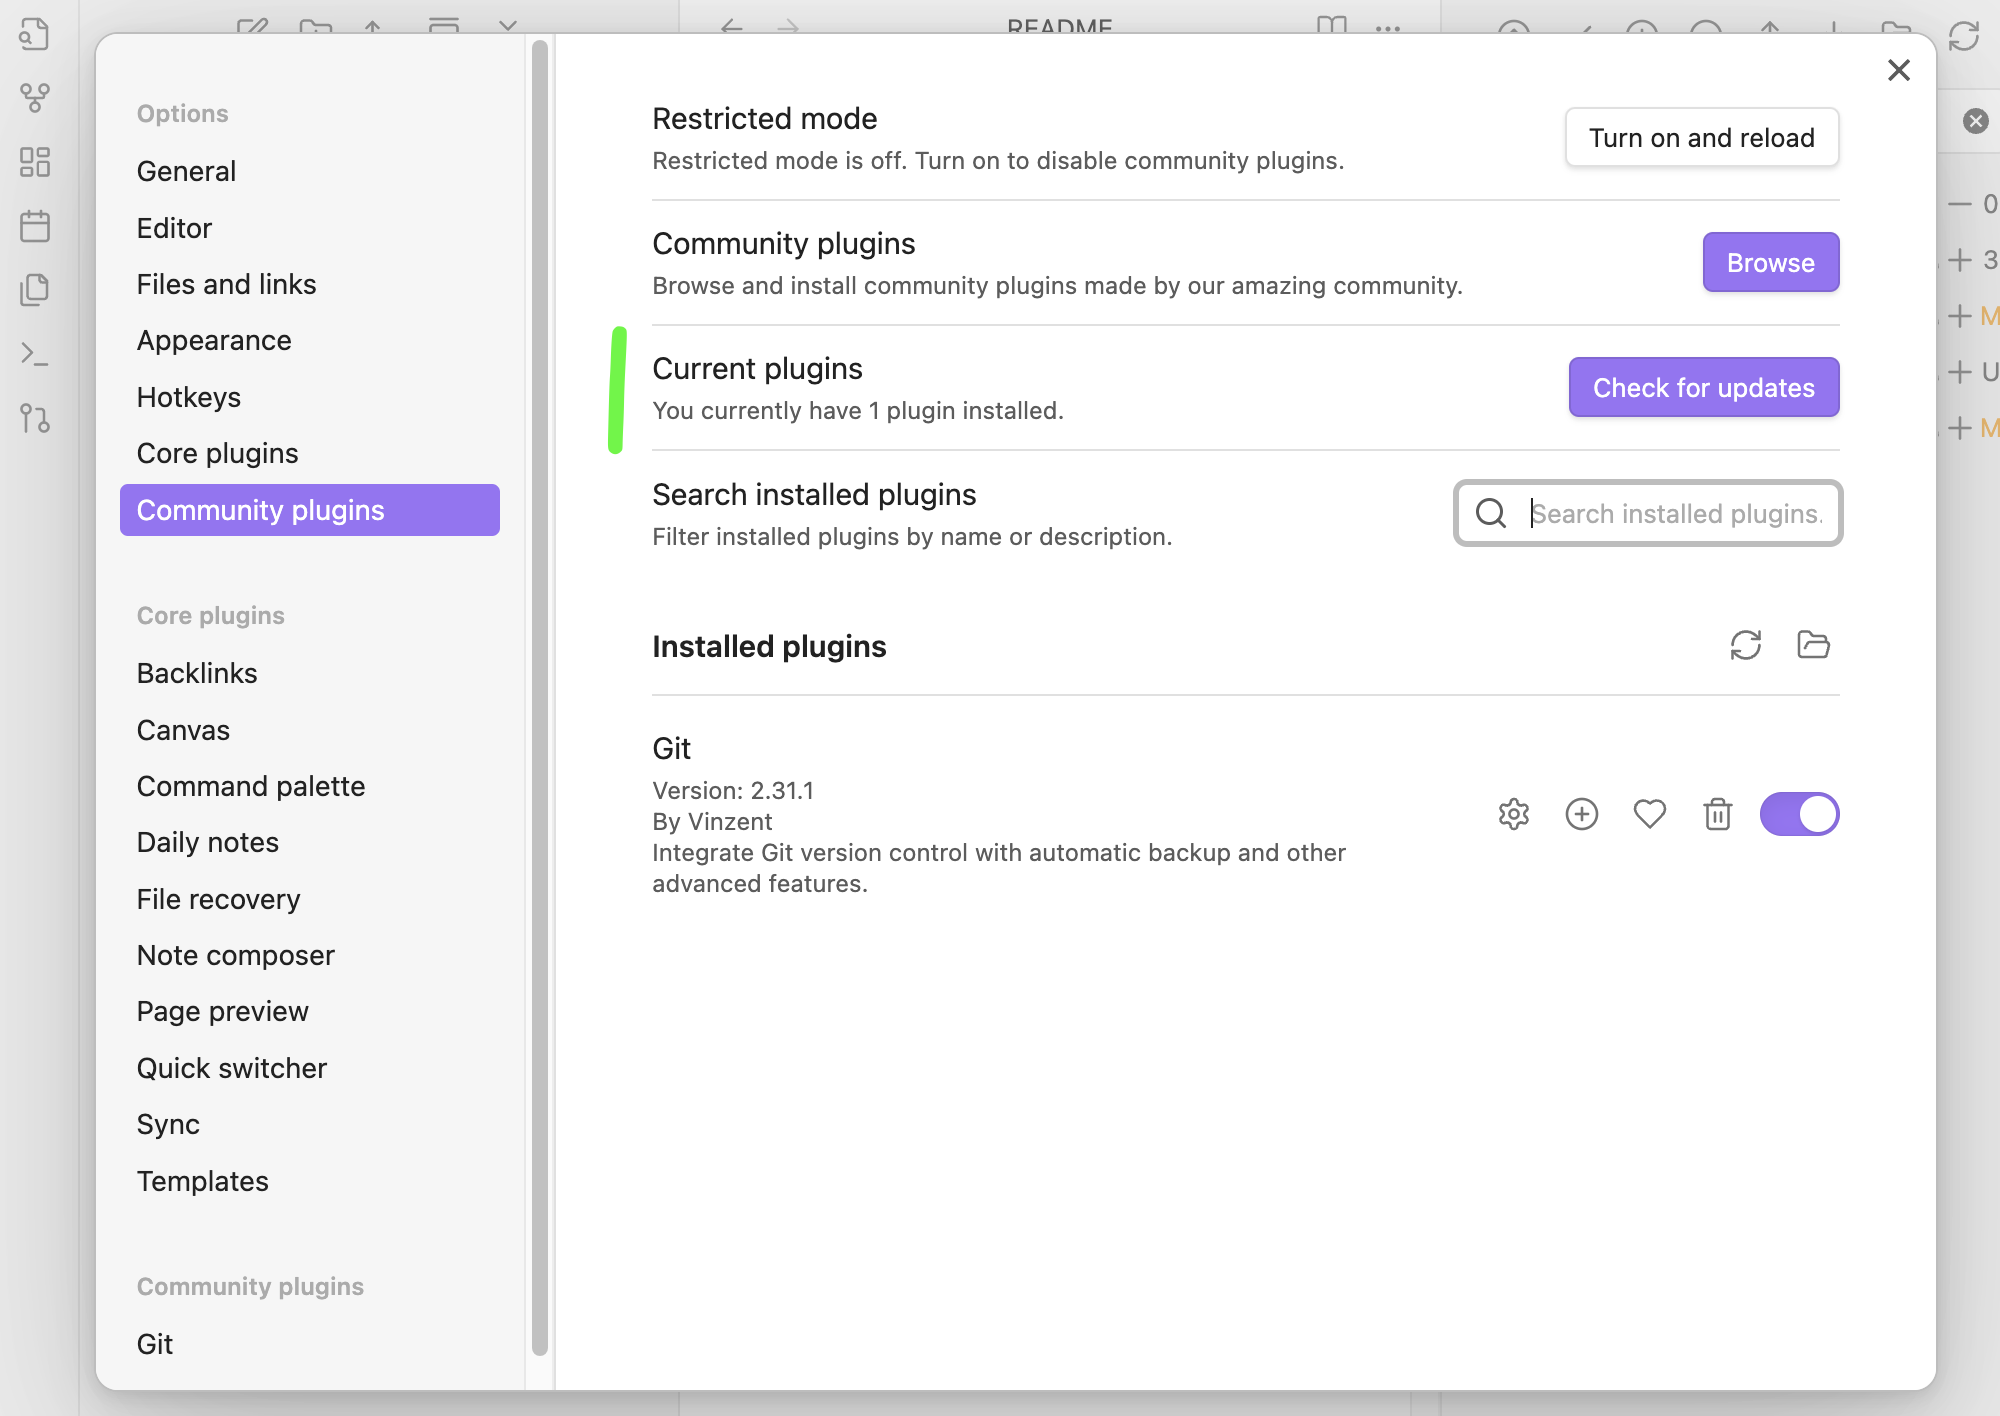 README
Options
General
Editor
Files and links
Appearance
Hotkeys
Core plugins
Community plugins
Core plugins
Backlinks
Canvas
Command palette
Daily notes
File recovery
Note composer
Page preview
Quick switcher
Sync
Templates
Community plugins
Git
Restricted mode
Restricted mode is off. Turn on to disable community plugins.
Turn on and reload
Community plugins
Browse and install community plugins made by our amazing community.
Browse
Current plugins
You currently have 1 plugin installed.
Check for updates
Search installed plugins
Filter installed plugins by name or description.
Search installed plugins.
Installed plugins
Git
Version: 2.31.1
By Vinzent
Integrate Git version control with automatic backup and other
advanced features.
0
3
M
U
M